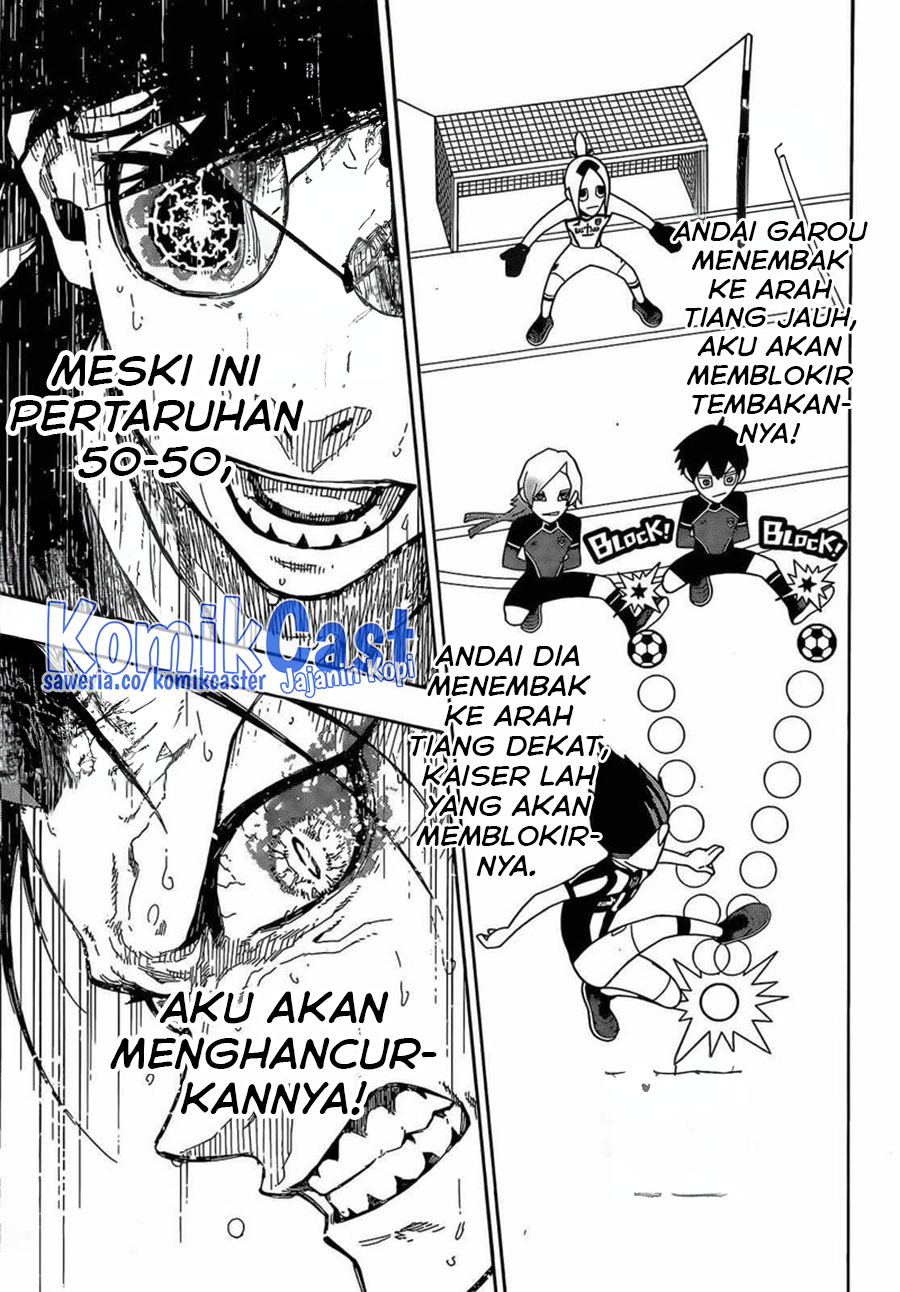 ANDAI GAROU
MENEMBAK
KE ARAH
TIANG JAUH,
AKU AKAN
MEMBLOKIR
TEMBAKAN-
NYA!
BLOCK!
BLOCK!
ANDAI DIA
MENEMBAK
KE ARAH
TIANG DEKAT,
KAISER LAH
YANG AKAN
MEMBLOKIR-
NYA.
MESKI INI
PERTARUHAN
50-50,
KomikCast
saweria.co/komikcaster Jajanin Kopi
AKU AKAN
MENGHANCUR-
KANNYA!